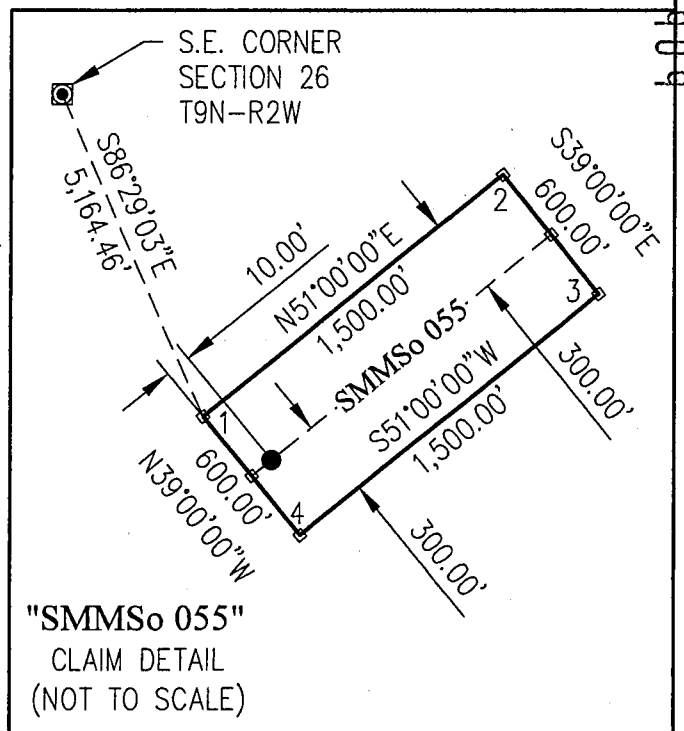 S.E. CORNER
SECTION 26
T9N-R2W
S86°29'03"E
5,164.46'
10.00'
N51°00'00"E
1,500.00'
S39°00'00"E
600.00'
2
3
SMMSo 055
S51°00'00"W
1,500.00'
300.00'
1
600.00'
N39°00'00"W
4
300.00'
"SMMSo 055"
CLAIM DETAIL
(NOT TO SCALE)